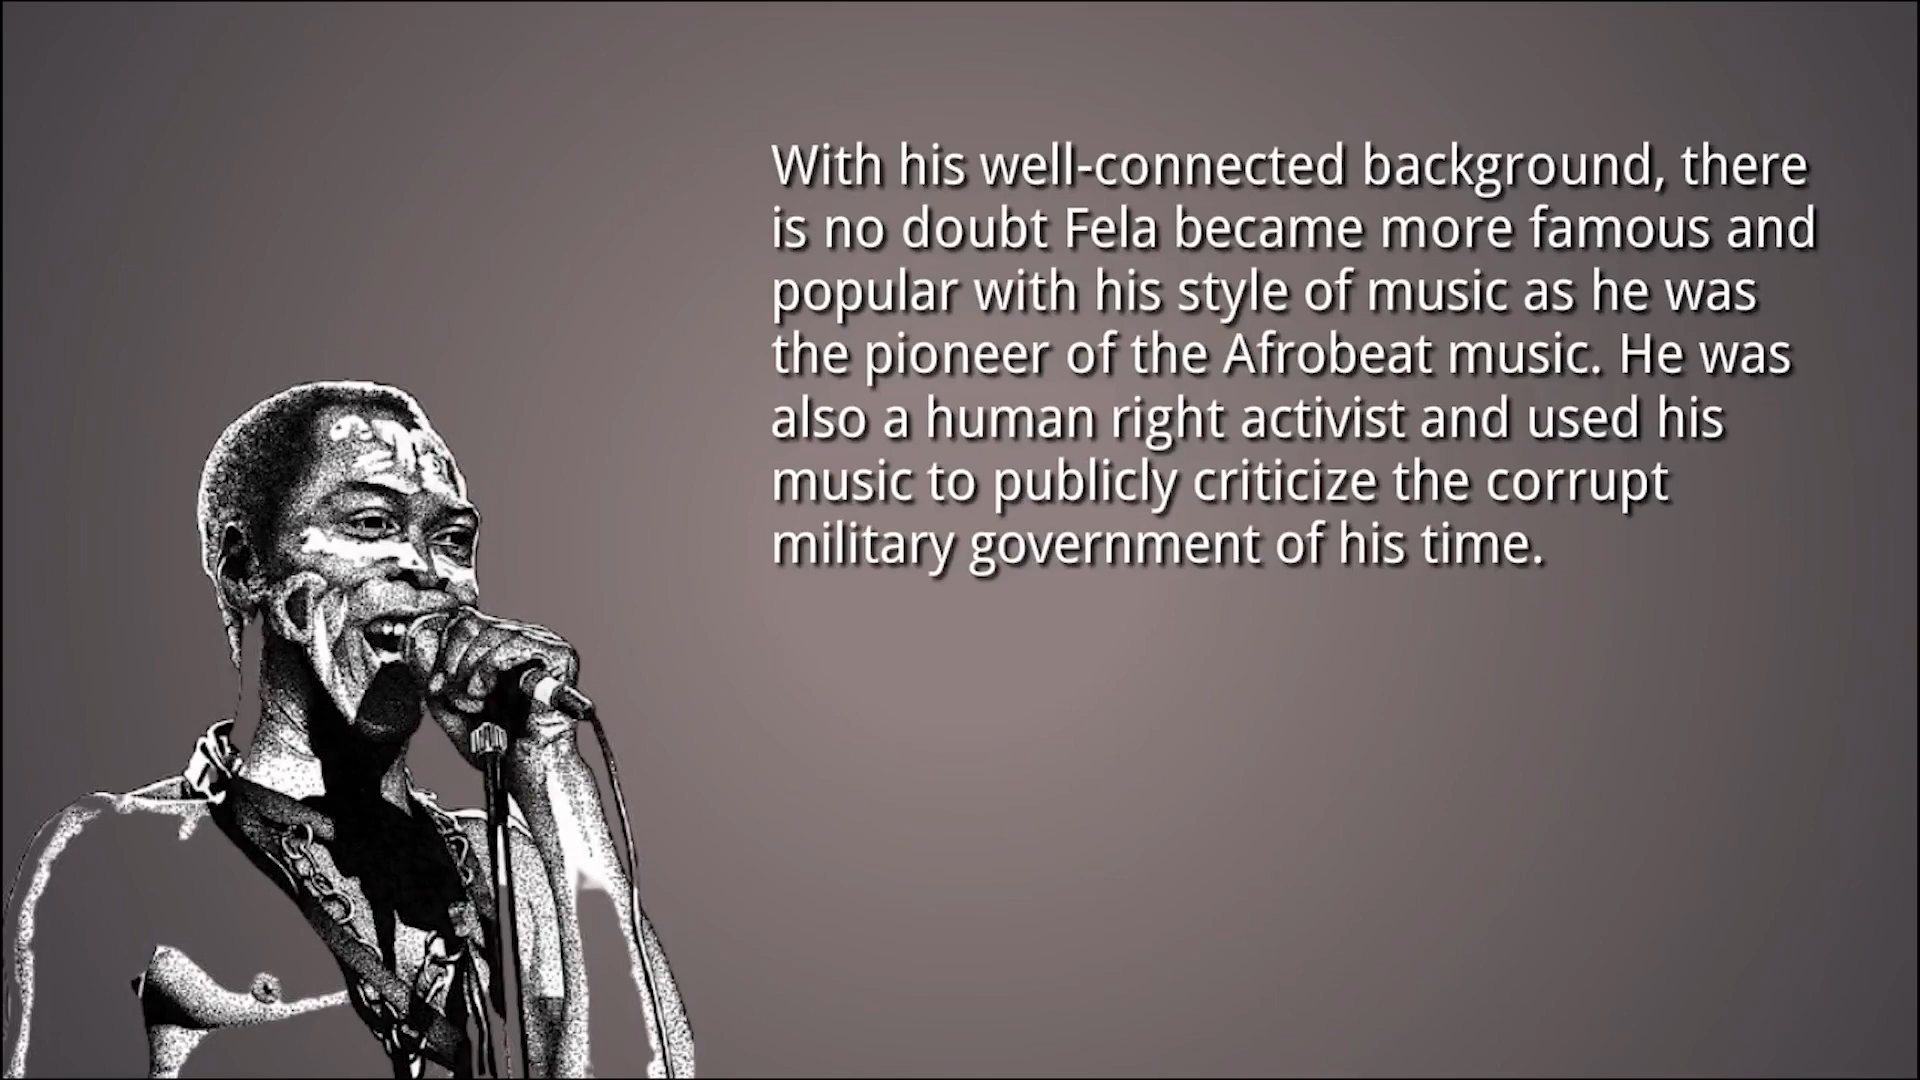 With his well-connected background, there
is no doubt Fela became more famous and
popular with his style of music as he was
the pioneer of the Afrobeat music. He was
also a human right activist and used his
music to publicly criticize the corrupt
military government of his time.